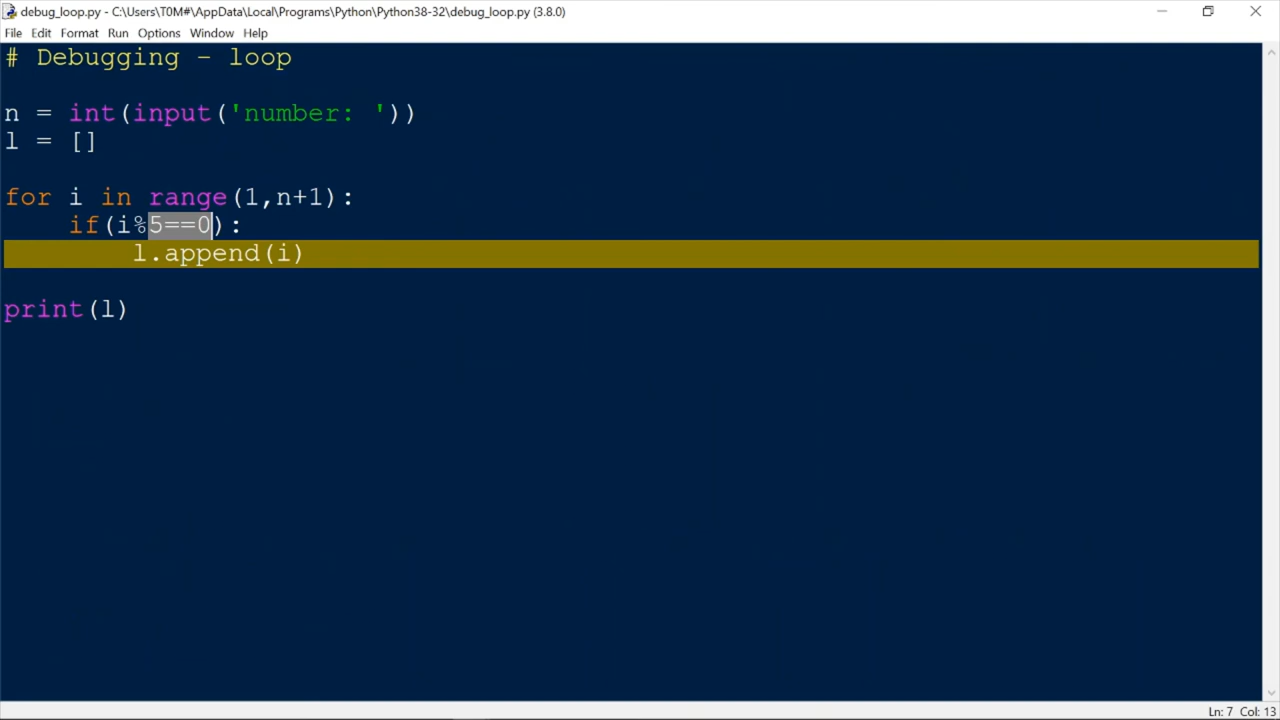 debug_loop.py - C:\Users\T0M#\AppData\Local\Programs\Python\Python38-32\debug_loop.py (3.8.0)
File Edit Format Run Options Window Help
# Debugging - loop
n = int(input('number: '))
l = []
for i in range(1,n+1):
    if(i%5==0):
        l.append(i)
print(l)
Ln: 7 Col: 13